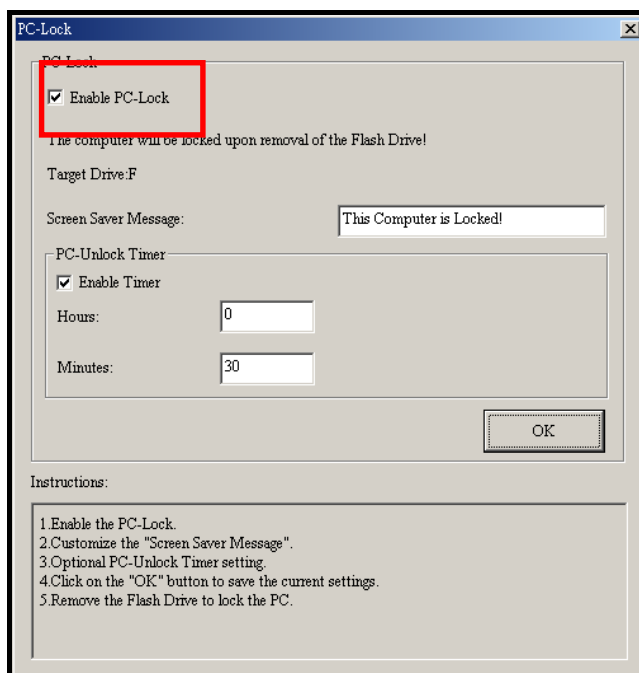 PC-Lock
PC-Lock
Enable PC-Lock
The computer will be locked upon removal of the Flash Drive!
Target Drive:F
Screen Saver Message:
This Computer is Locked!
PC-Unlock Timer
Enable Timer
Hours:
0
Minutes:
30
OK
Instructions:
1.Enable the PC-Lock.
2.Customize the "Screen Saver Message".
3.Optional PC-Unlock Timer setting.
4.Click on the "OK" button to save the current settings.
5.Remove the Flash Drive to lock the PC.